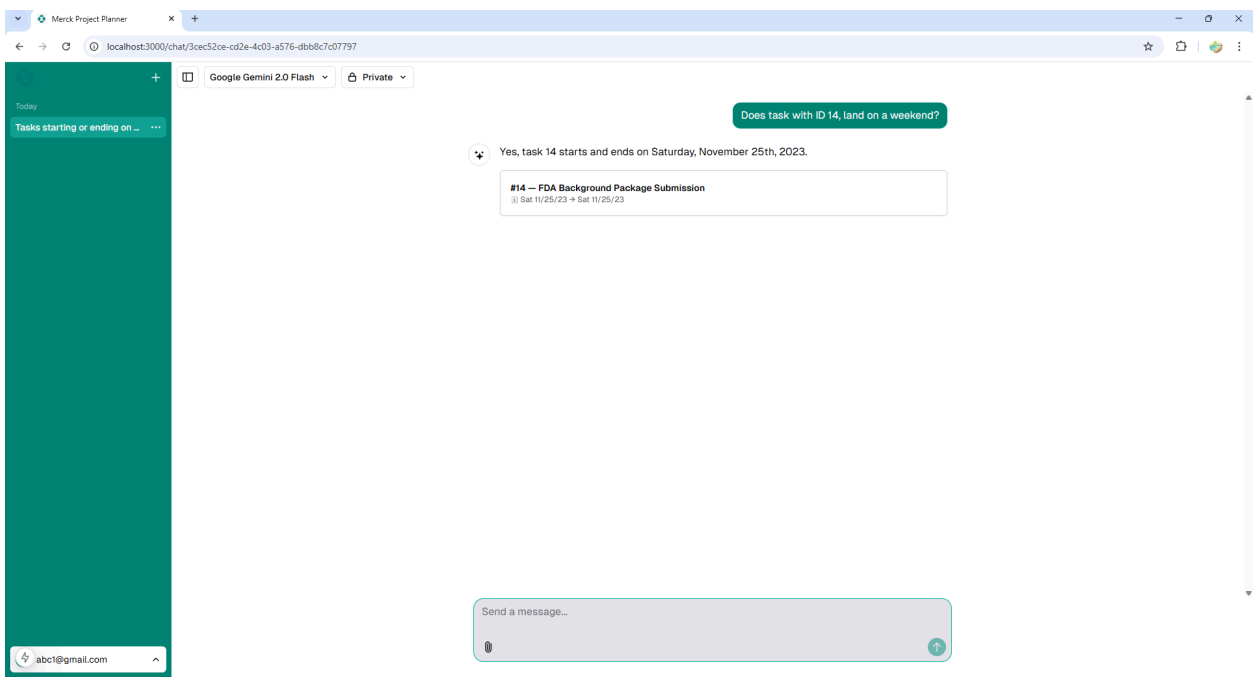 Merck Project Planner
localhost:3000/chat/3cec52ce-cd2e-4c03-a576-dbb8c7c07797
Google Gemini 2.0 Flash
Private
Today
Tasks starting or ending on ...
Does task with ID 14, land on a weekend?
Yes, task 14 starts and ends on Saturday, November 25th, 2023.
#14 — FDA Background Package Submission
Sat 11/25/23 → Sat 11/25/23
Send a message...
abc1@gmail.com